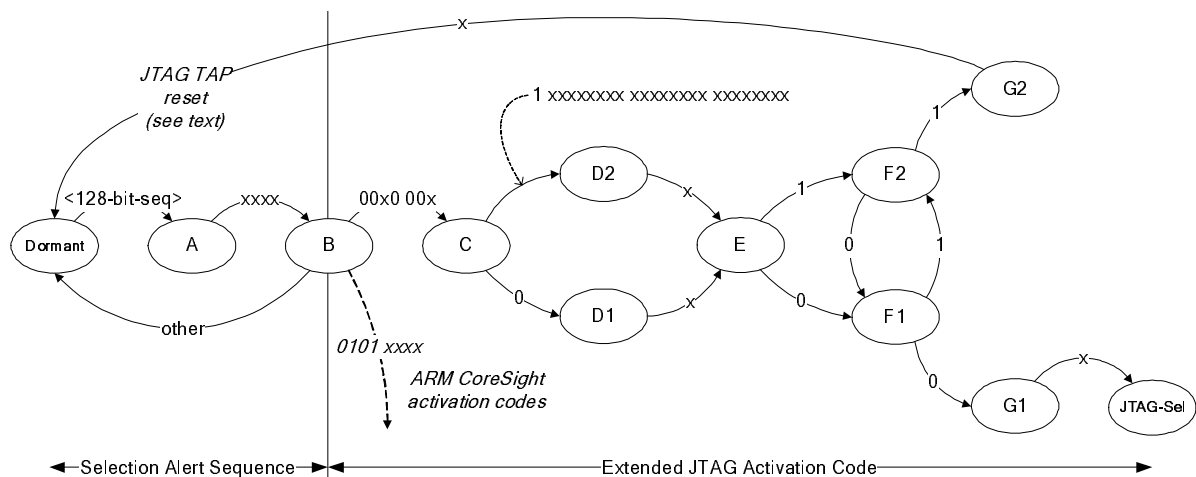 x
JTAG TAP
reset
(see text)
1 xxxxxxxx xxxxxxxx xxxxxxxx
G2
1
D2
F2
<128-bit-seq>
xxxx
00x0 00x
x
1
Dormant
A
B
C
E
0
1
0
x
0
other
D1
F1
0101 xxxx
ARM CoreSight
activation codes
0
x
G1
JTAG-Sel
Selection Alert Sequence
Extended JTAG Activation Code